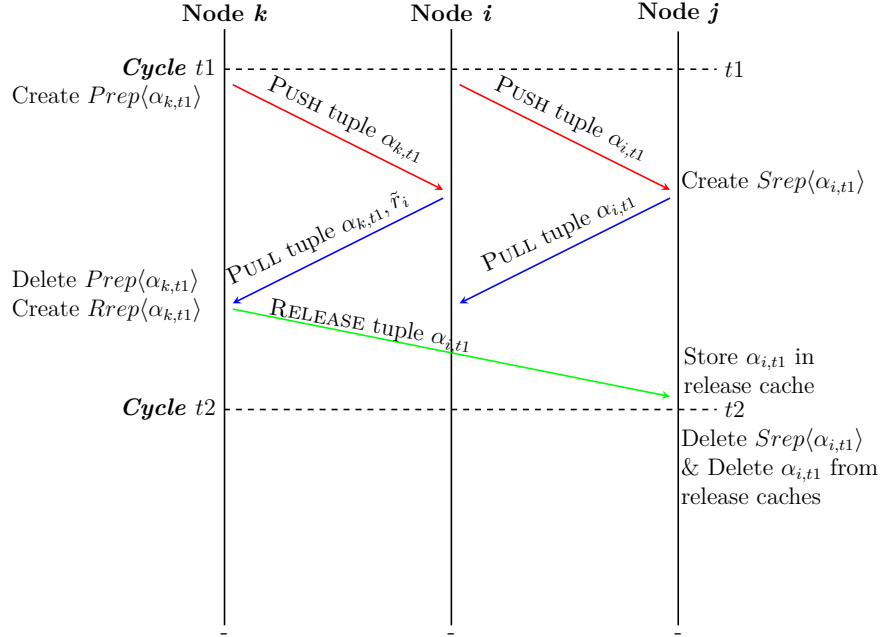 Node k Node i Node j
Cycle t1 t1
Create Prep⟨α_{k,t1}⟩
PUSH tuple α_{k,t1}
PUSH tuple α_{i,t1}
Create Srep⟨α_{i,t1}⟩
PULL tuple α_{k,t1}, r̃_i
PULL tuple α_{i,t1}
Delete Prep⟨α_{k,t1}⟩
Create Rrep⟨α_{k,t1}⟩
RELEASE tuple α_{i,t1}
Store α_{i,t1} in
release cache
Cycle t2 t2
Delete Srep⟨α_{i,t1}⟩
& Delete α_{i,t1} from
release caches
- - -